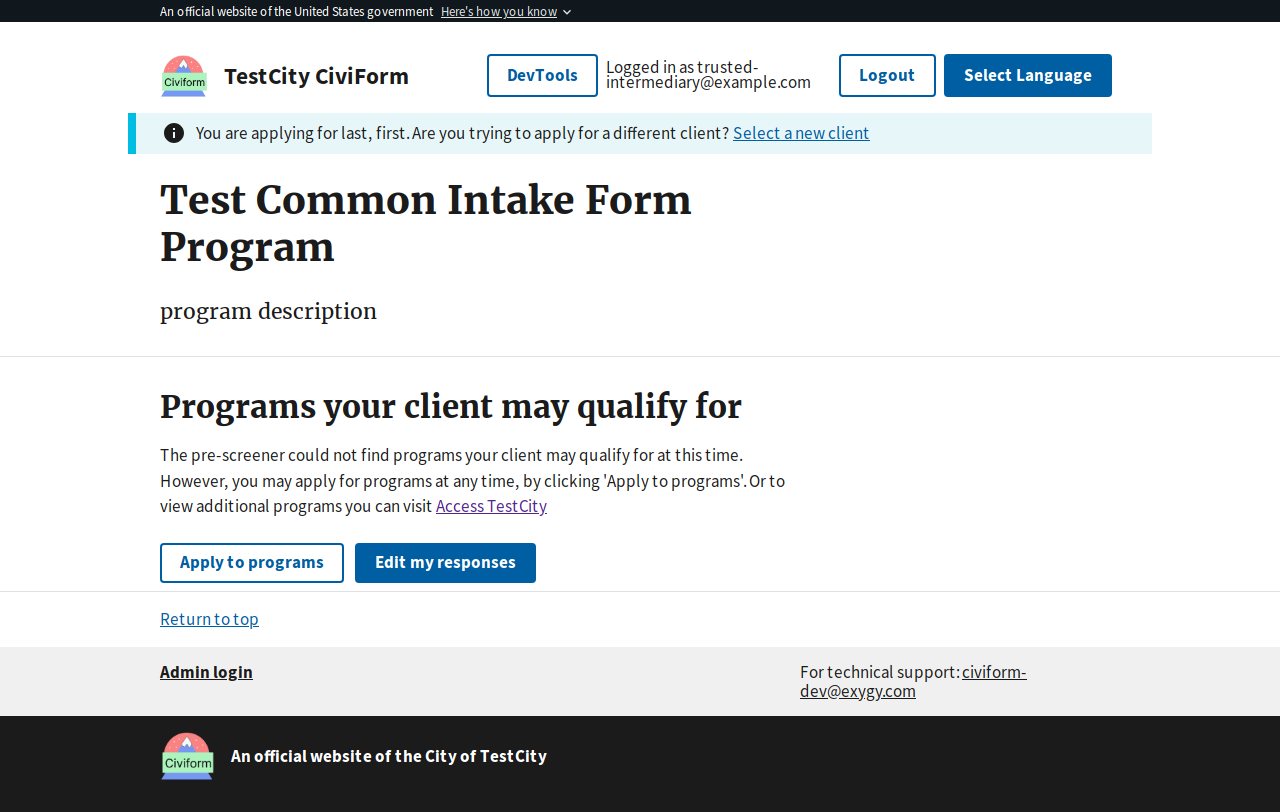 An official website of the United States government Here's how you know
Civiform
TestCity CiviForm
DevTools
Logged in as trusted-
intermediary@example.com
Logout
Select Language
You are applying for last, first. Are you trying to apply for a different client? Select a new client
Test Common Intake Form
Program
program description
Programs your client may qualify for
The pre-screener could not find programs your client may qualify for at this time.
However, you may apply for programs at any time, by clicking 'Apply to programs'. Or to
view additional programs you can visit Access TestCity
Apply to programs
Edit my responses
Return to top
Admin login
For technical support: civiform-
dev@exygy.com
Civiform
An official website of the City of TestCity